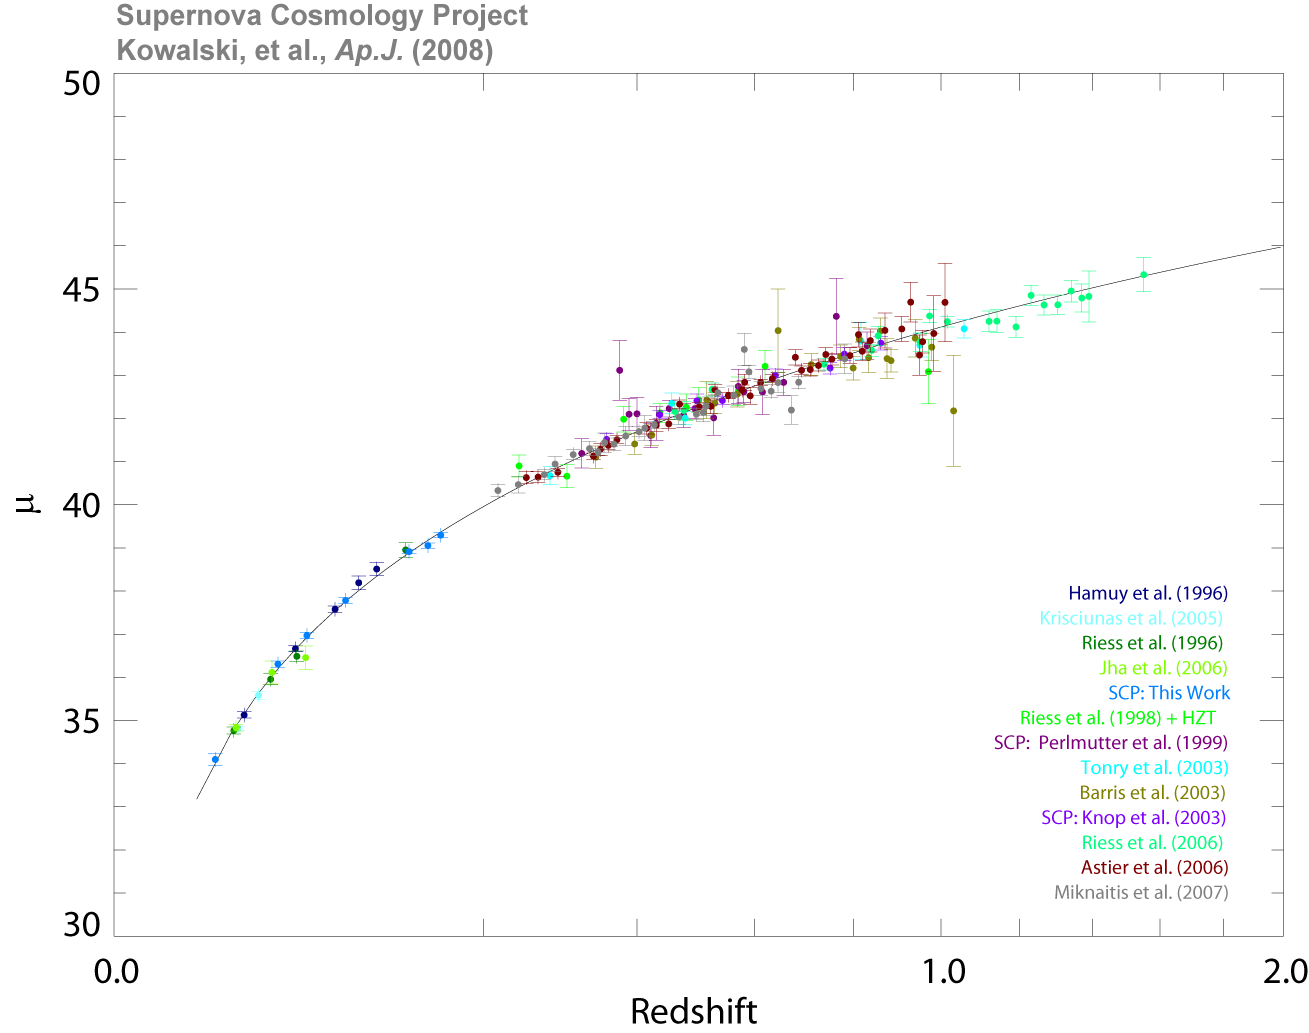 Supernova Cosmology Project
Kowalski, et al., Ap.J. (2008)
50
45
40
35
30
μ
Hamuy et al. (1996)
Krisciunas et al. (2005)
Riess et al. (1996)
Jha et al. (2006)
SCP: This Work
Riess et al. (1998) + HZT
SCP: Perlmutter et al. (1999)
Tonry et al. (2003)
Barris et al. (2003)
SCP: Knop et al. (2003)
Riess et al. (2006)
Astier et al. (2006)
Miknaitis et al. (2007)
0.0 1.0 2.0
Redshift